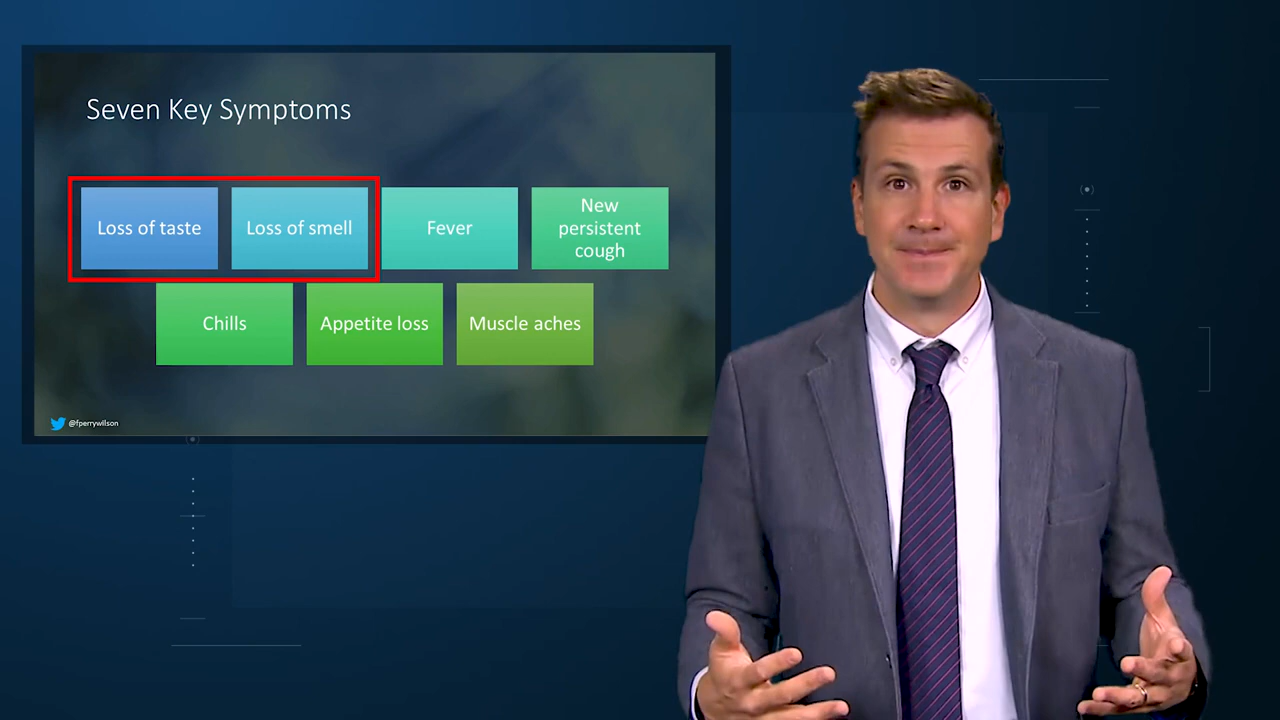 Seven Key Symptoms
Loss of taste
Loss of smell
Fever
New
persistent
cough
Chills
Appetite loss
Muscle aches
@fperrywilson